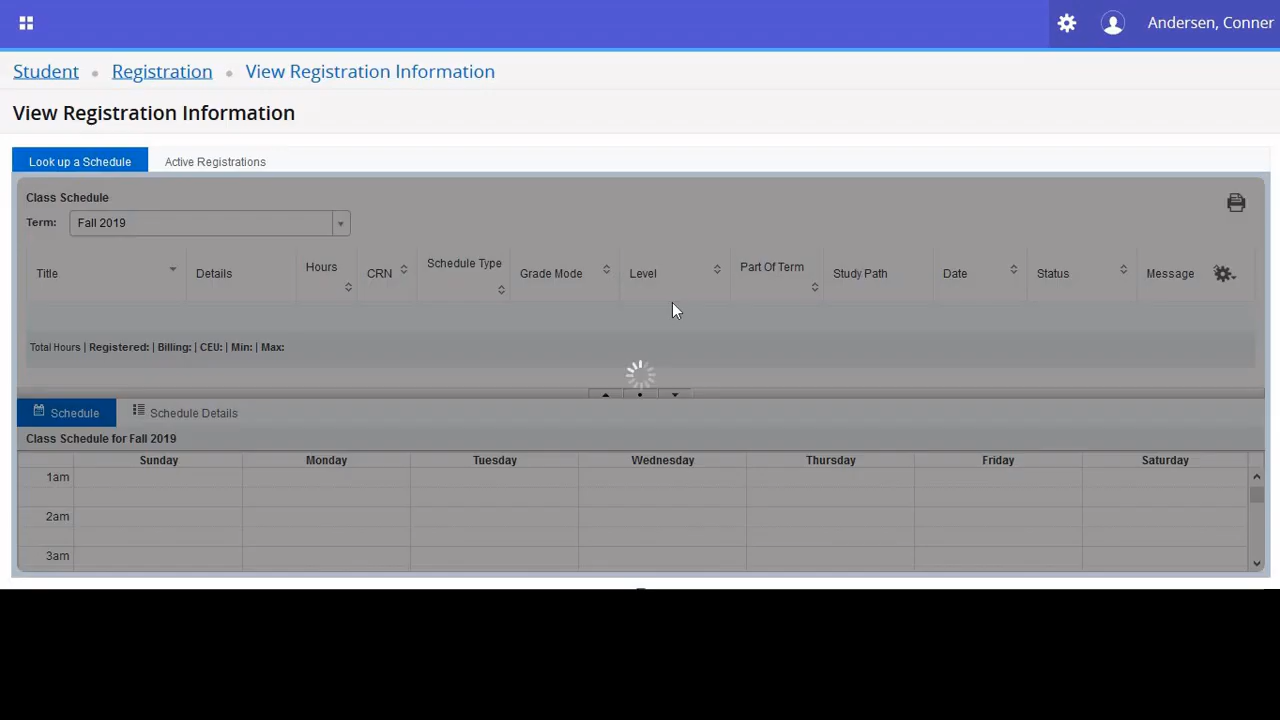 Andersen, Conner
Student • Registration • View Registration Information
View Registration Information
Look up a Schedule Active Registrations
Class Schedule
Term: Fall 2019
Title Details Hours CRN Schedule Type Grade Mode Level Part Of Term Study Path Date Status Message
Total Hours | Registered: | Billing: | CEU: | Min: | Max:
Schedule Schedule Details
Class Schedule for Fall 2019
Sunday Monday Tuesday Wednesday Thursday Friday Saturday
1am
2am
3am